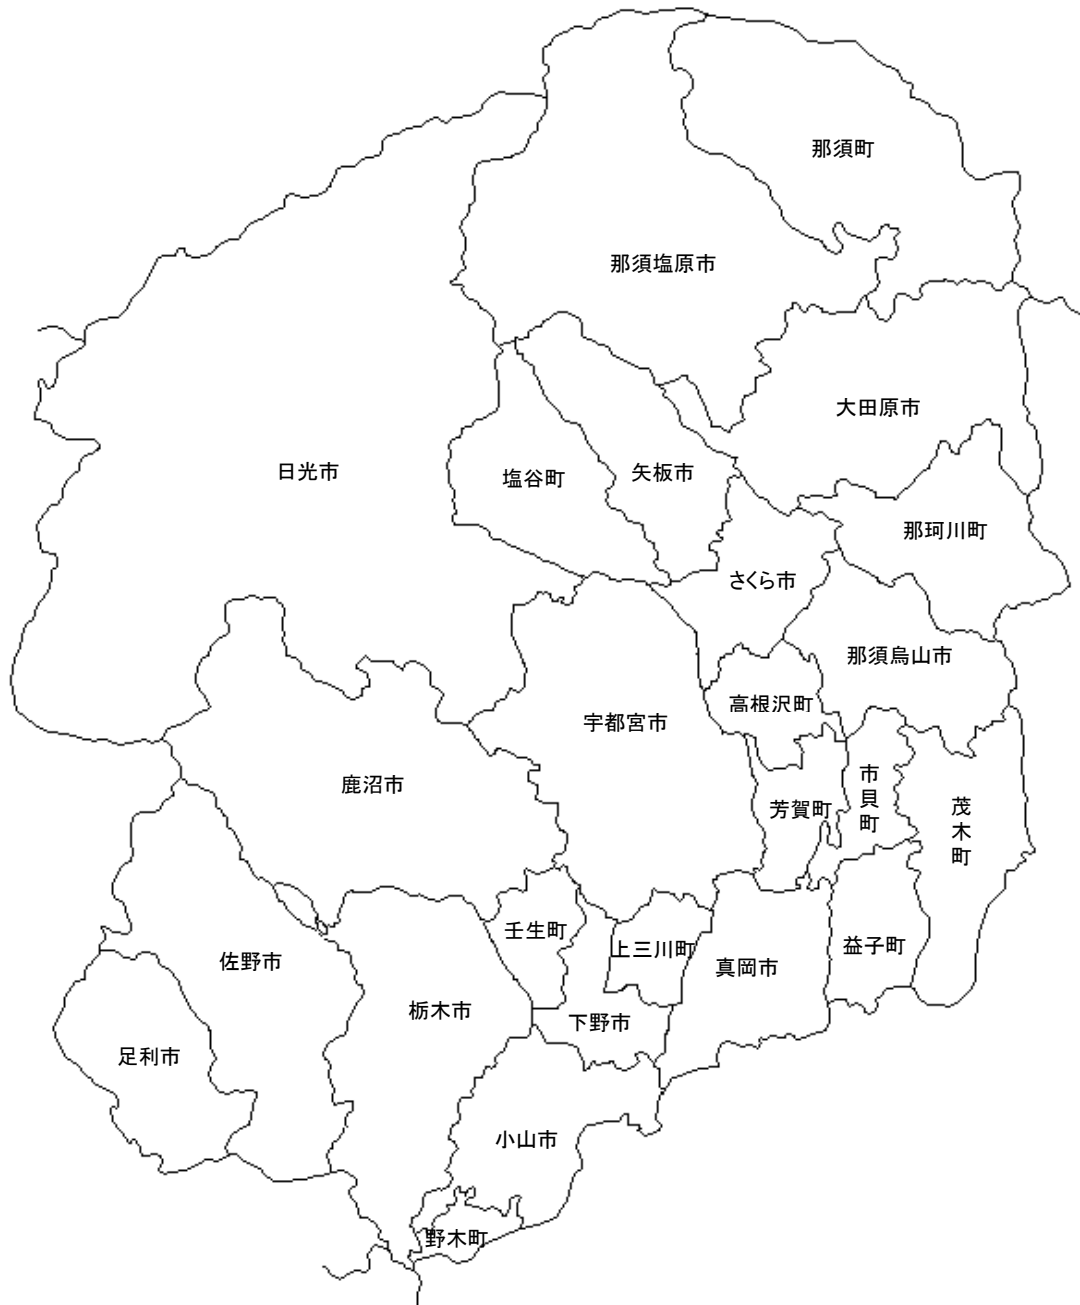 那須町
那須塩原市
大田原市
日光市
塩谷町
矢板市
那珂川町
さくら市
那須烏山市
高根沢町
宇都宮市
鹿沼市
芳賀町
市貝町
茂木町
壬生町
上三川町
益子町
佐野市
真岡市
栃木市
下野市
足利市
小山市
野木町